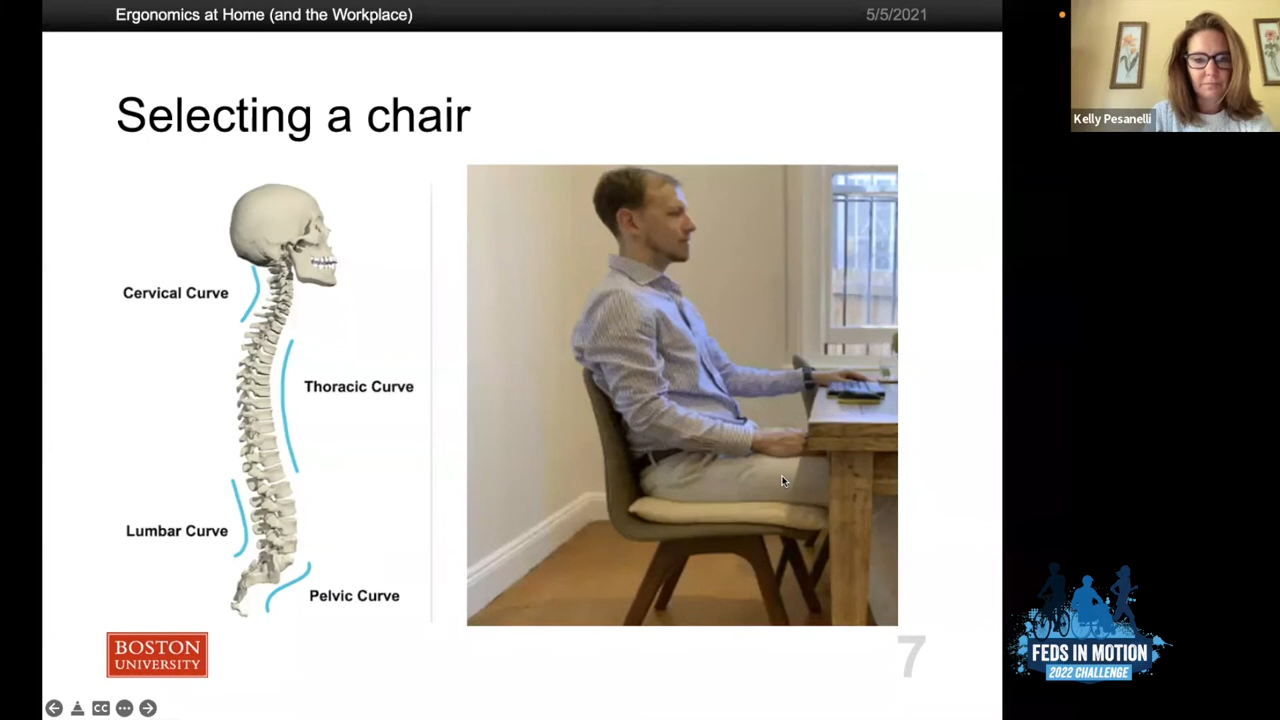 Ergonomics at Home (and the Workplace)
5/5/2021
Kelly Pesanelli
Selecting a chair
Cervical Curve
Thoracic Curve
Lumbar Curve
Pelvic Curve
BOSTON
UNIVERSITY
7
CC
FEDS IN MOTION
2022 CHALLENGE